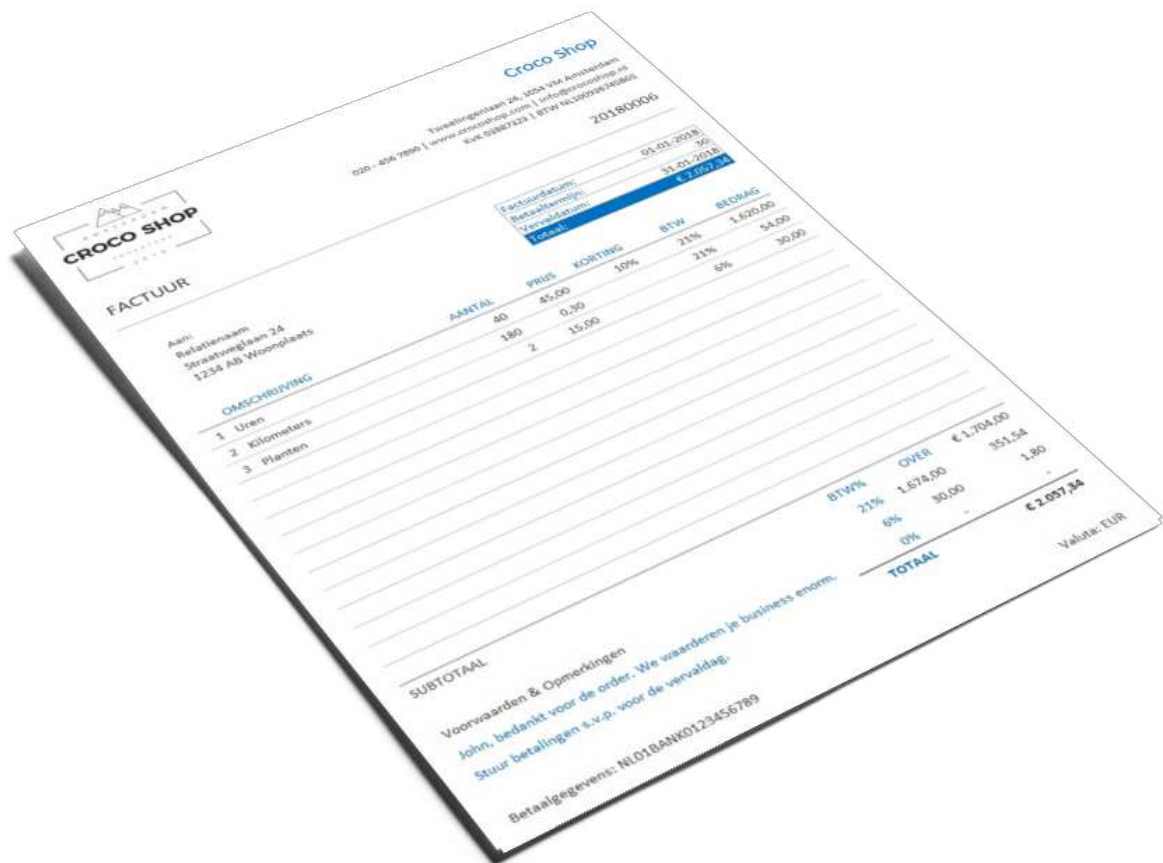 Croco Shop
Tweelingenlaan 26, 1054 VM Amsterdam
020 - 456 7890 | www.crocoshop.com | info@crocoshop.nl
20180006
AMSTERDAM
CROCO SHOP
FACTUUR
Factuurdatum: 01-01-2018
Betaaltermijn: 30
Vervaldatum: 31-01-2018
Totaal: € 2.057,34
Aan:
Relatienaam
Straatweglaan 24
1234 AB Woonplaats
OMSCHRIJVING AANTAL PRIJS KORTING BTW BEDRAG
1 Uren 40 45,00 10% 21% 1.620,00
2 Kilometers 180 0,30 21% 54,00
3 Planten 2 15,00 6% 30,00
SUBTOTAAL BTW% OVER € 1.704,00
21% 1.674,00 351,54
6% 30,00 1,80
0% - -
TOTAAL € 2.057,34
Valuta: EUR
Voorwaarden & Opmerkingen
John, bedankt voor de order. We waarderen je business enorm.
Stuur betalingen s.v.p. voor de vervaldag.
Betaalgegevens: NL01BANK0123456789